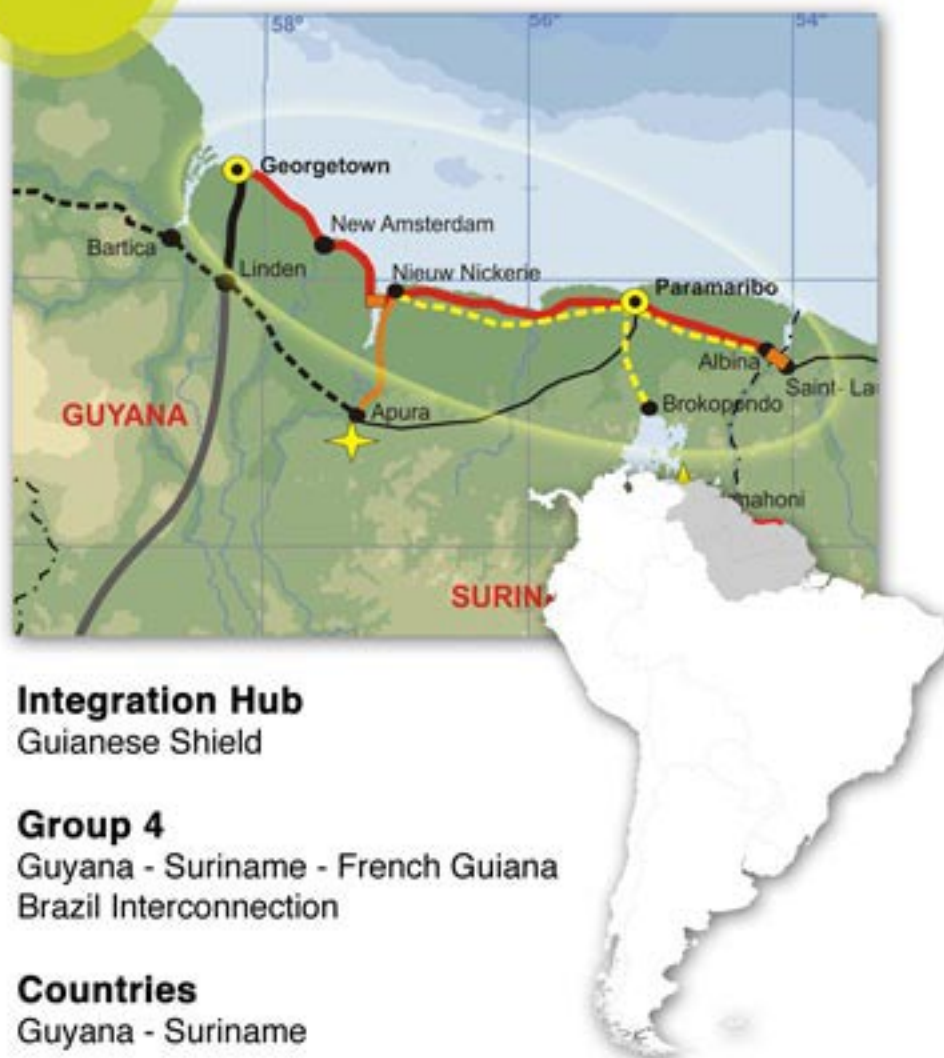 58°
56°
54°
Georgetown
New Amsterdam
Bartica
Linden
Nieuw Nickerie
Paramaribo
Albina
Saint- La
GUYANA
Apura
Brokopondo
mahoni
SURIN
Integration Hub
Guianese Shield
Group 4
Guyana - Suriname - French Guiana
Brazil Interconnection
Countries
Guyana - Suriname